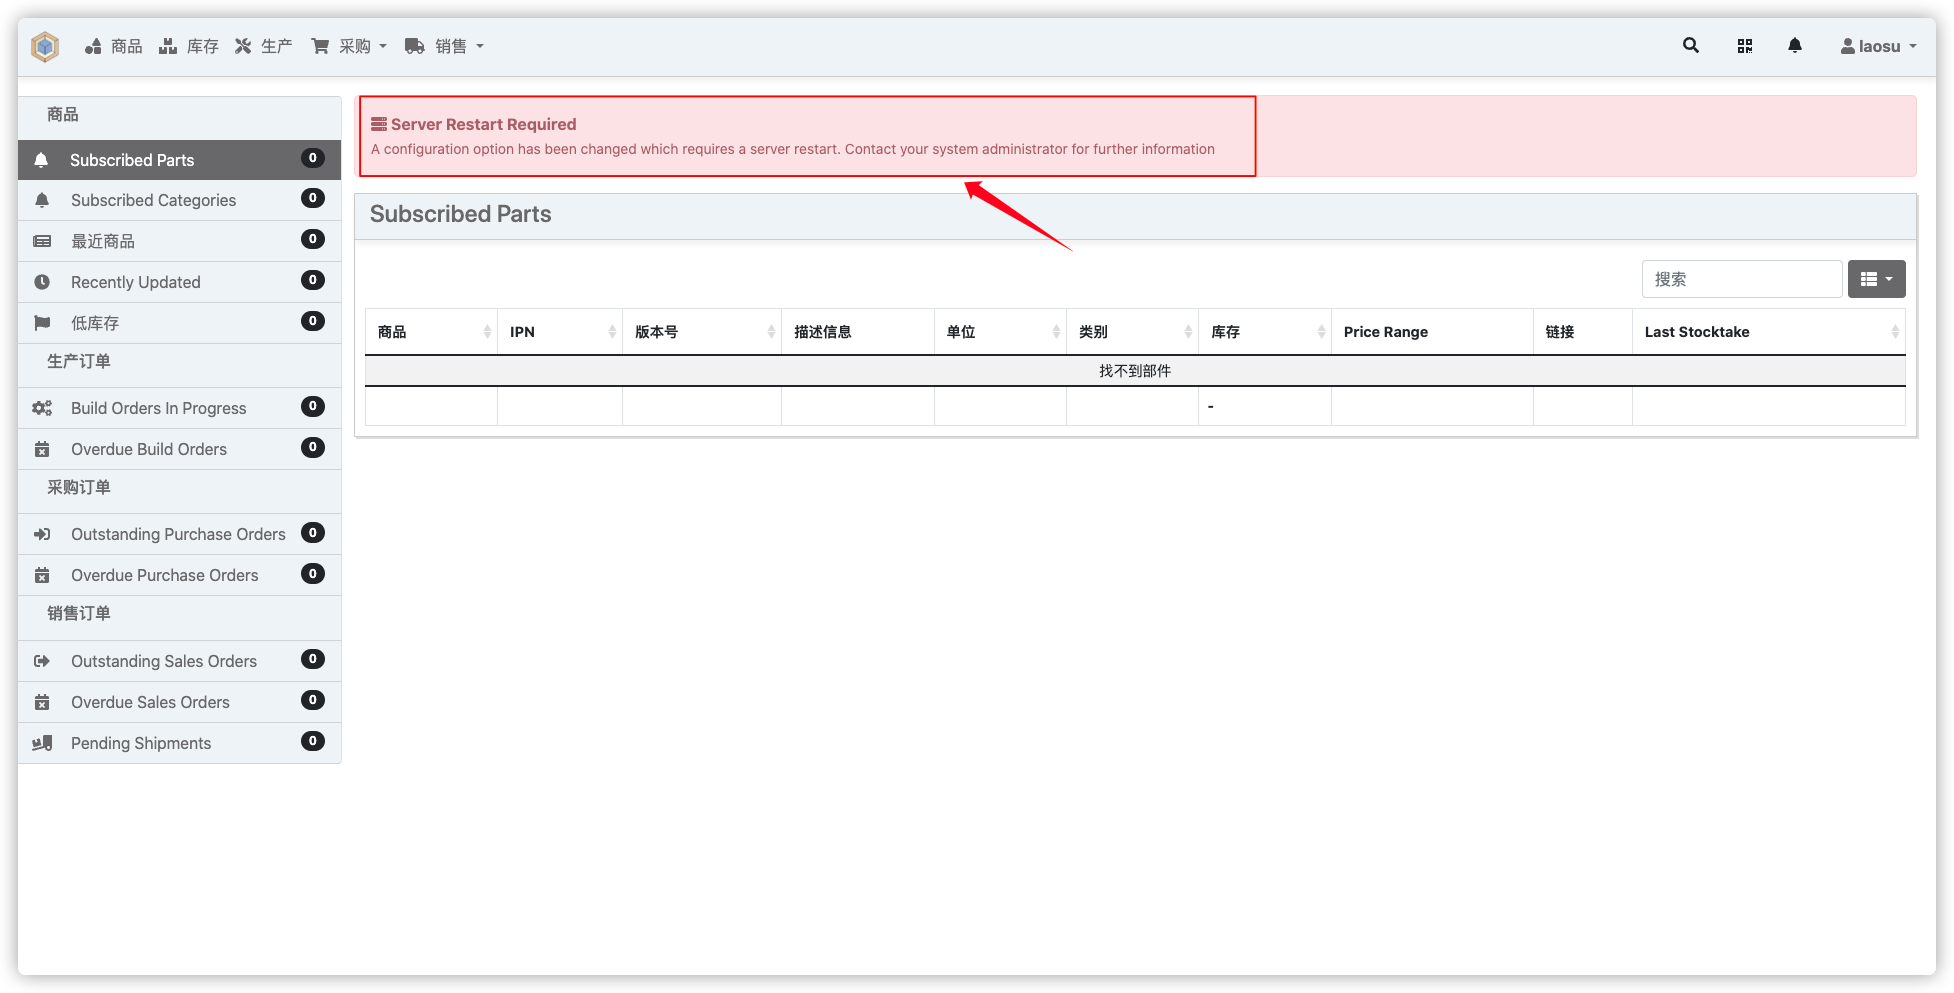 商品 库存 生产 采购 销售 laosu
商品
Subscribed Parts 0
Subscribed Categories 0
最近商品 0
Recently Updated 0
低库存 0
生产订单
Build Orders In Progress 0
Overdue Build Orders 0
采购订单
Outstanding Purchase Orders 0
Overdue Purchase Orders 0
销售订单
Outstanding Sales Orders 0
Overdue Sales Orders 0
Pending Shipments 0
Server Restart Required
A configuration option has been changed which requires a server restart. Contact your system administrator for further information
Subscribed Parts
搜索
商品 IPN 版本号 描述信息 单位 类别 库存 Price Range 链接 Last Stocktake
找不到部件
-